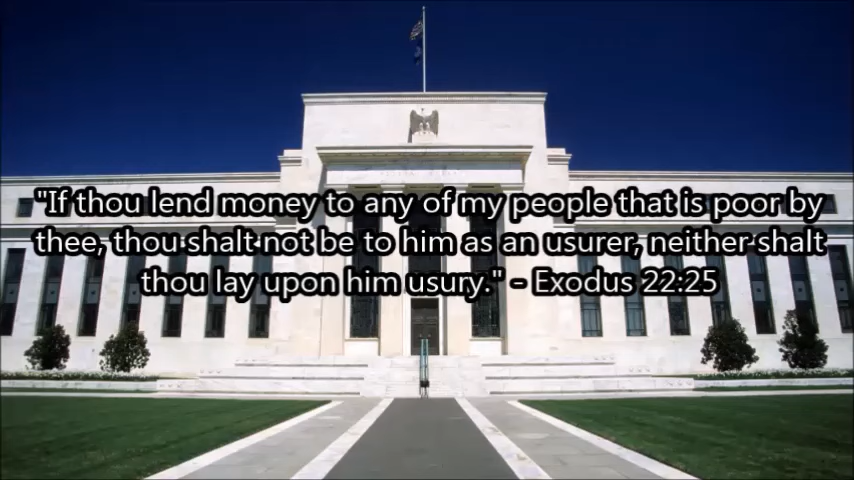 "If thou lend money to any of my people that is poor by
thee, thou shalt not be to him as an usurer, neither shalt
thou lay upon him usury." - Exodus 22:25